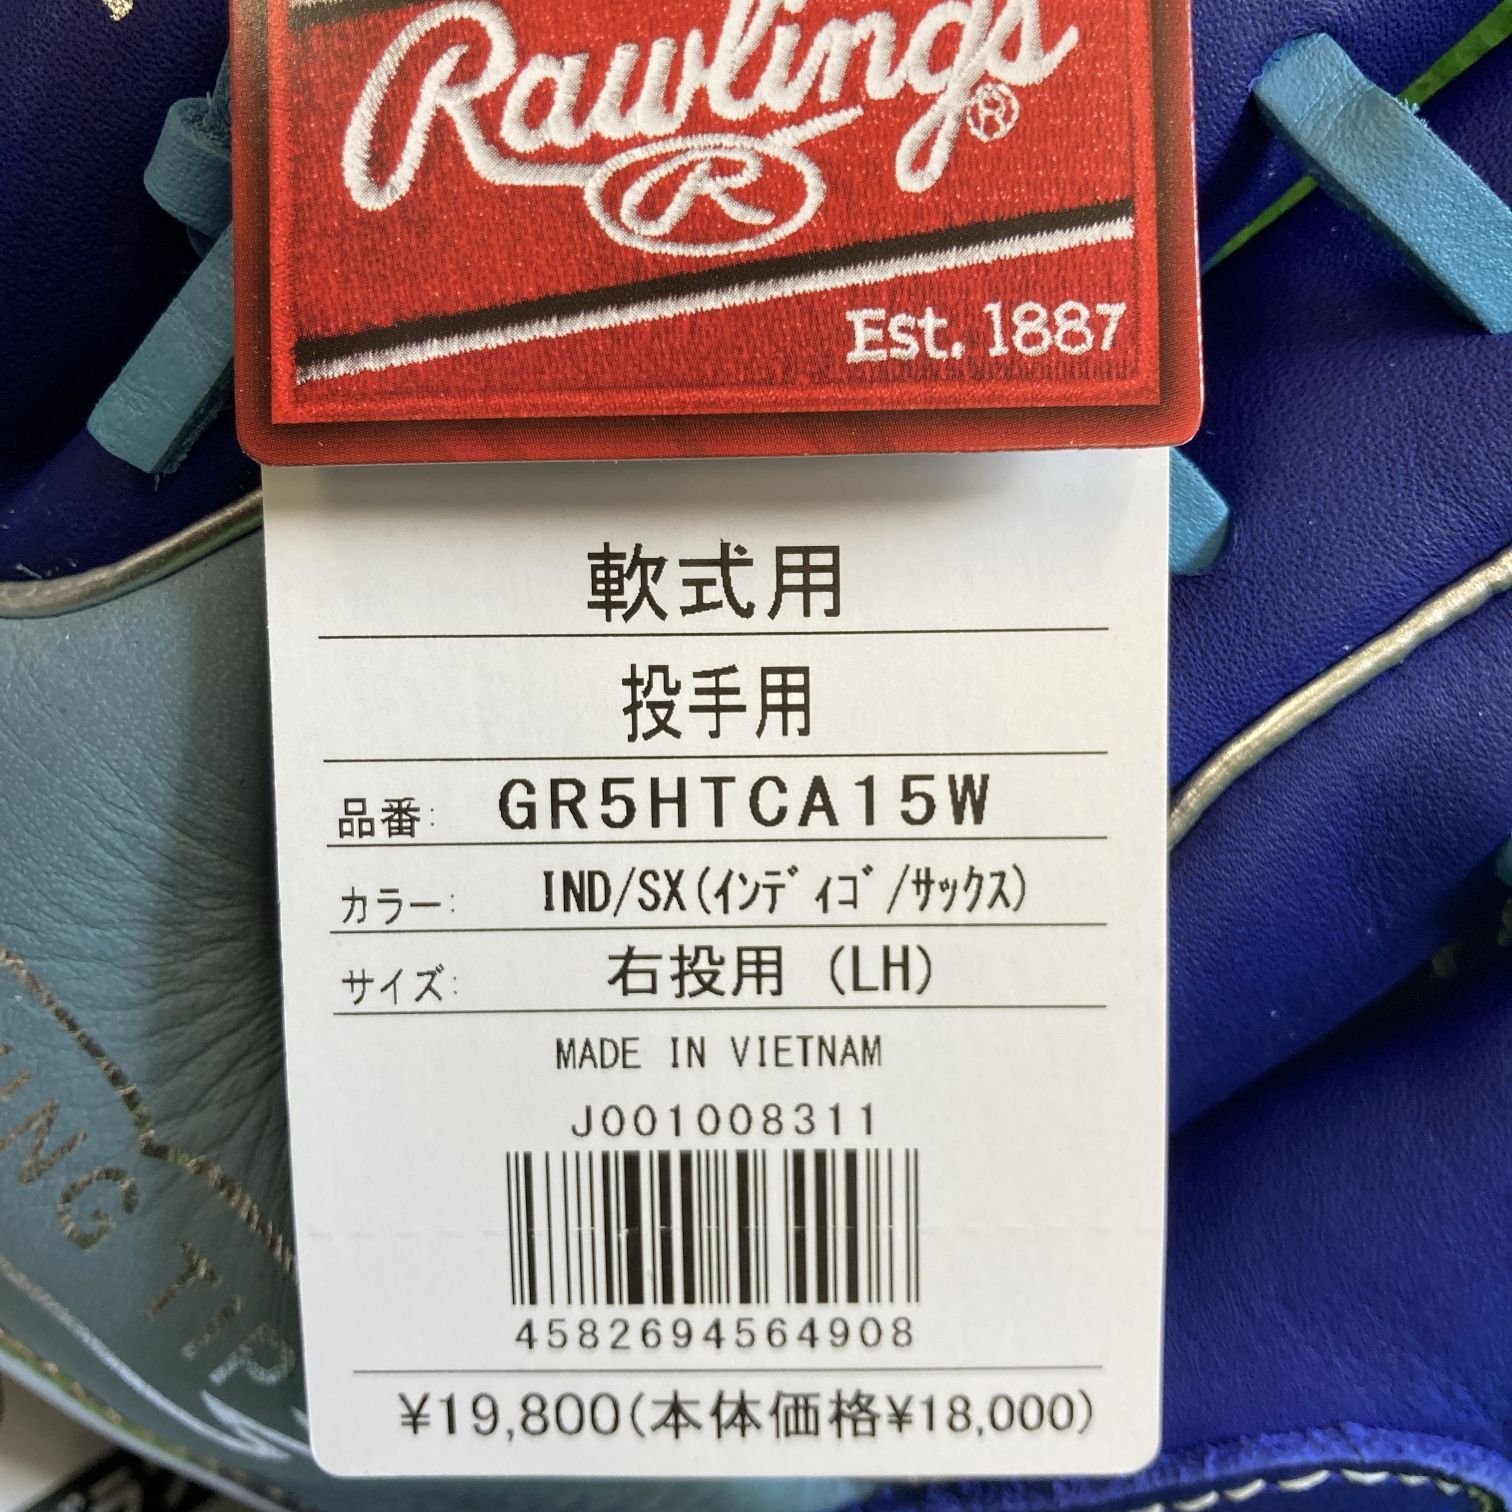 Rawlings®
R
Est. 1887
軟式用
投手用
品番: GR5HTCA15W
カラー: IND/SX(ｲﾝﾃﾞｨｺﾞ/ｻｯｸｽ)
サイズ: 右投用 (LH)
MADE IN VIETNAM
J001008311
4582694564908
¥19,800(本体価格¥18,000)
ING TIP